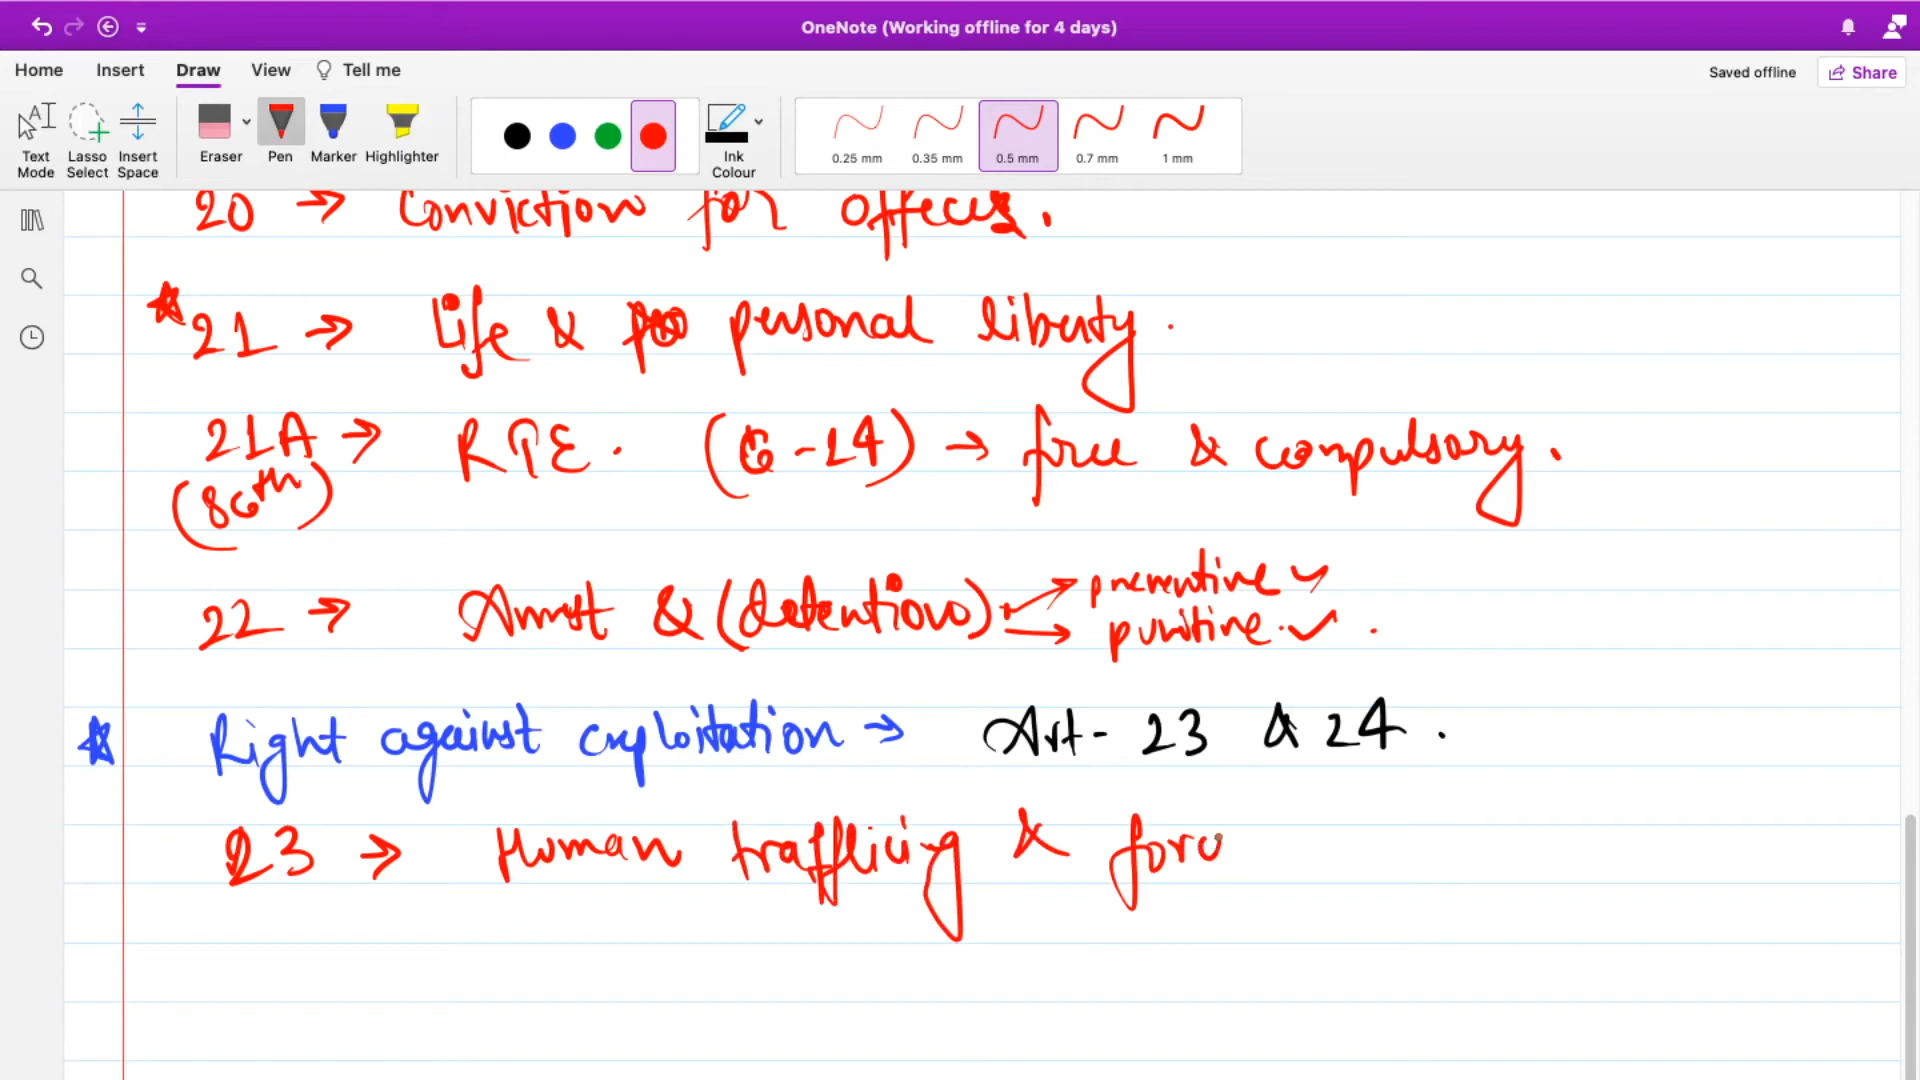 OneNote (Working offline for 4 days)
Home Insert Draw View Tell me
Saved offline Share
Text Mode Lasso Select Insert Space Eraser Pen Marker Highlighter Ink Colour 0.25 mm 0.35 mm 0.5 mm 0.7 mm 1 mm
20 → Conviction for offeces.
21 → Life & personal liberty.
21A → RTE. (6-14) → free & compulsory.
(86th)
22 → Arrest & (detentions) → preventive
→ punitive.
Right against exploitation → Art- 23 & 24.
23 → Human trafflicing & forc